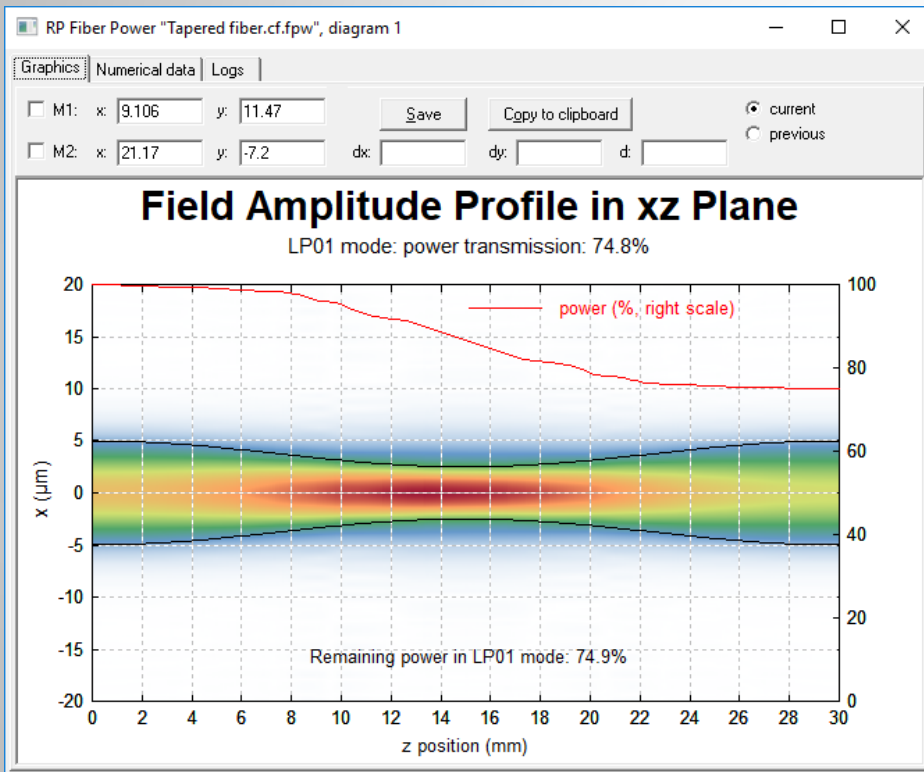 RP Fiber Power "Tapered fiber.cf.fpw", diagram 1
Graphics Numerical data Logs
M1: x: 9.106 y: 11.47 Save Copy to clipboard current
previous
M2: x: 21.17 y: -7.2 dx: dy: d:
Field Amplitude Profile in xz Plane
LP01 mode: power transmission: 74.8%
20 100
power (%, right scale)
15
80
10
5
60
x (µm)
0
-5
40
-10
20
-15
Remaining power in LP01 mode: 74.9%
-20 0
0 2 4 6 8 10 12 14 16 18 20 22 24 26 28 30
z position (mm)